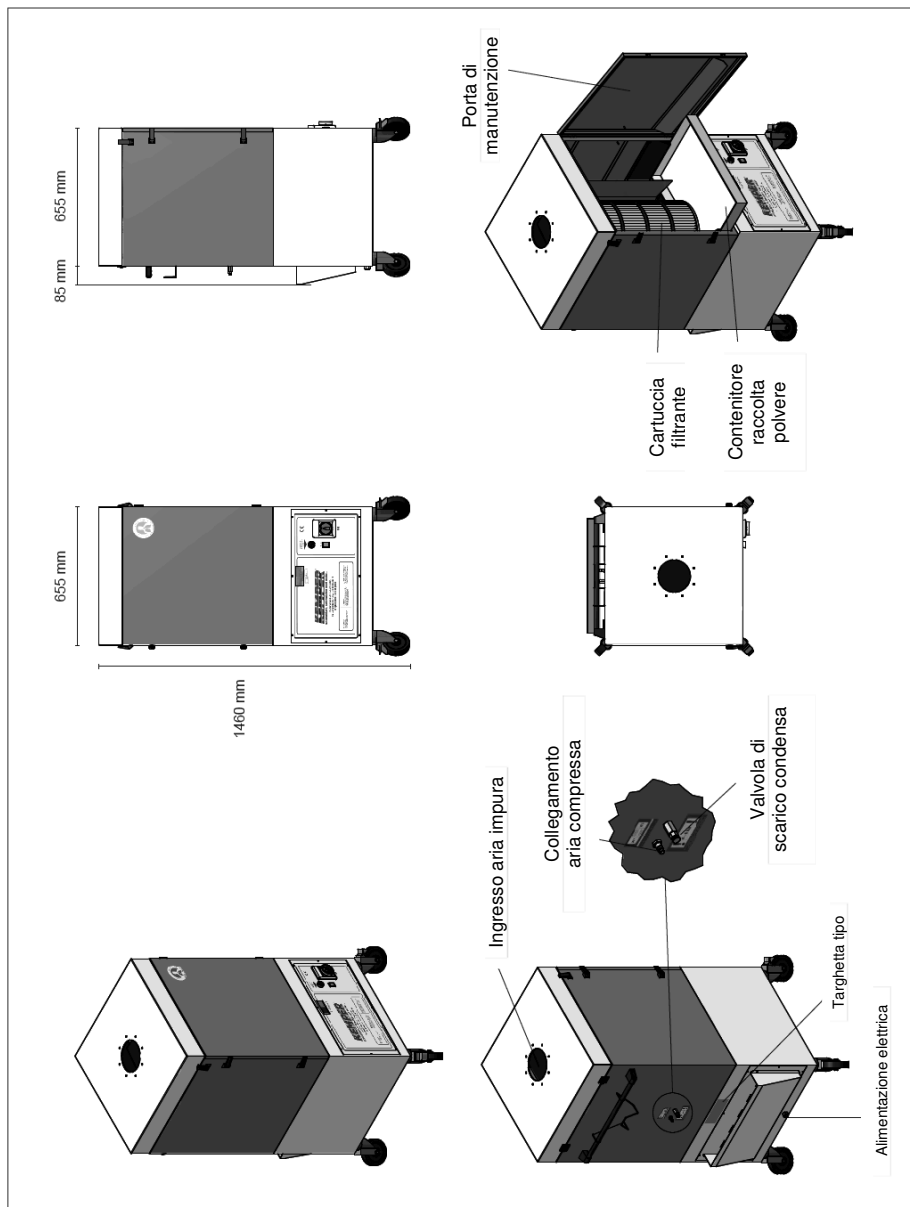 655 mm
85 mm
Porta di
manutenzione
Cartuccia
filtrante
Contenitore
raccolta
polvere
655 mm
1460 mm
KEMPER
Ingresso aria impura
Collegamento
aria compressa
Valvola di
scarico condensa
Targhetta tipo
Alimentazione elettrica